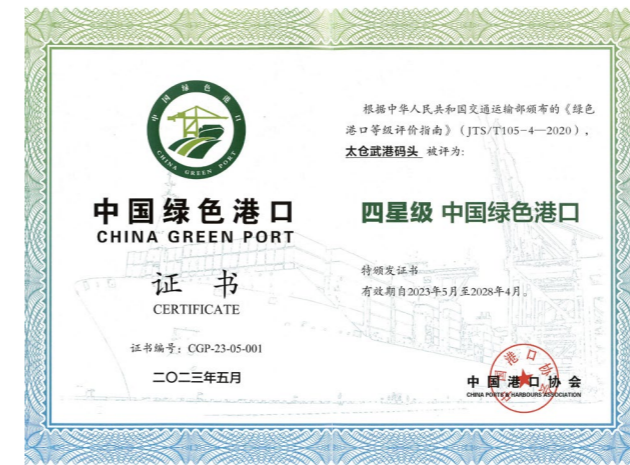 中国绿色港口
CHINA GREEN PORT
中国绿色港口
CHINA GREEN PORT
证书
CERTIFICATE
证书编号：CGP-23-05-001
二〇二三年五月
根据中华人民共和国交通运输部颁布的《绿色
港口等级评价指南》（JTS/T105-4—2020），
太仓武港码头 被评为:
四星级 中国绿色港口
特颁发证书
有效期自2023年5月至2028年4月。
中国港口协会
中国港口协会
CHINA PORTS & HARBOURS ASSOCIATION